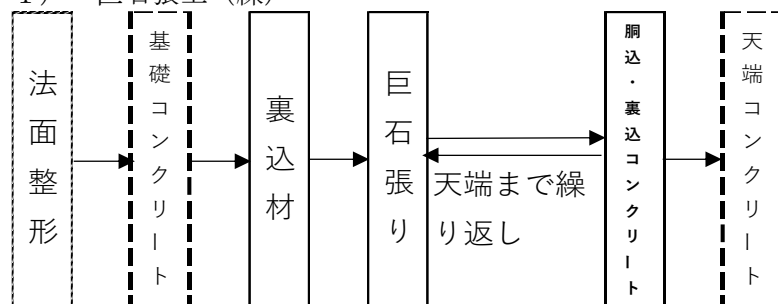 １） 巨石張工（練）
法面整形
基礎コンクリート
裏込材
巨石張り
天端まで繰
り返し
胴込・裏込コンクリート
天端コンクリート